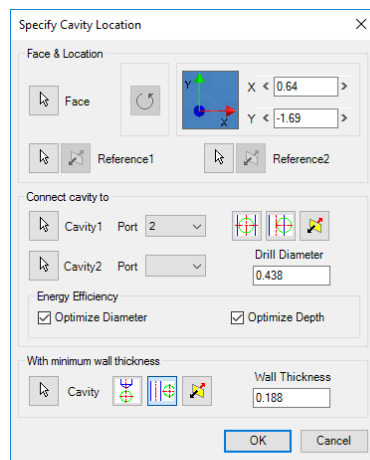 Specify Cavity Location
Face & Location
Face
Y
X
X < 0.64 >
Y < -1.69 >
Reference1
Reference2
Connect cavity to
Cavity1 Port 2
Cavity2 Port
Drill Diameter
0.438
Energy Efficiency
Optimize Diameter
Optimize Depth
With minimum wall thickness
Cavity
Wall Thickness
0.188
OK
Cancel